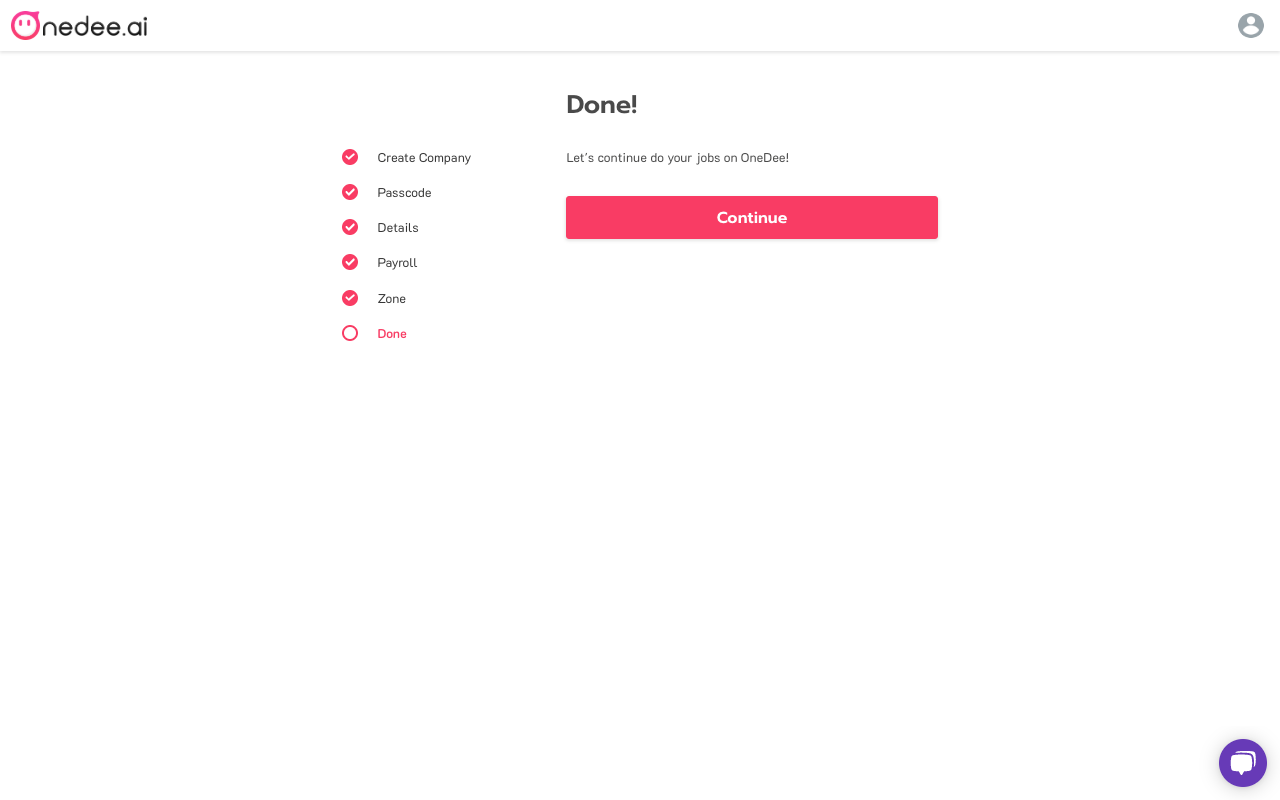 Onedee.ai
Done!
Create Company
Passcode
Details
Payroll
Zone
Done
Let's continue do your jobs on OneDee!
Continue